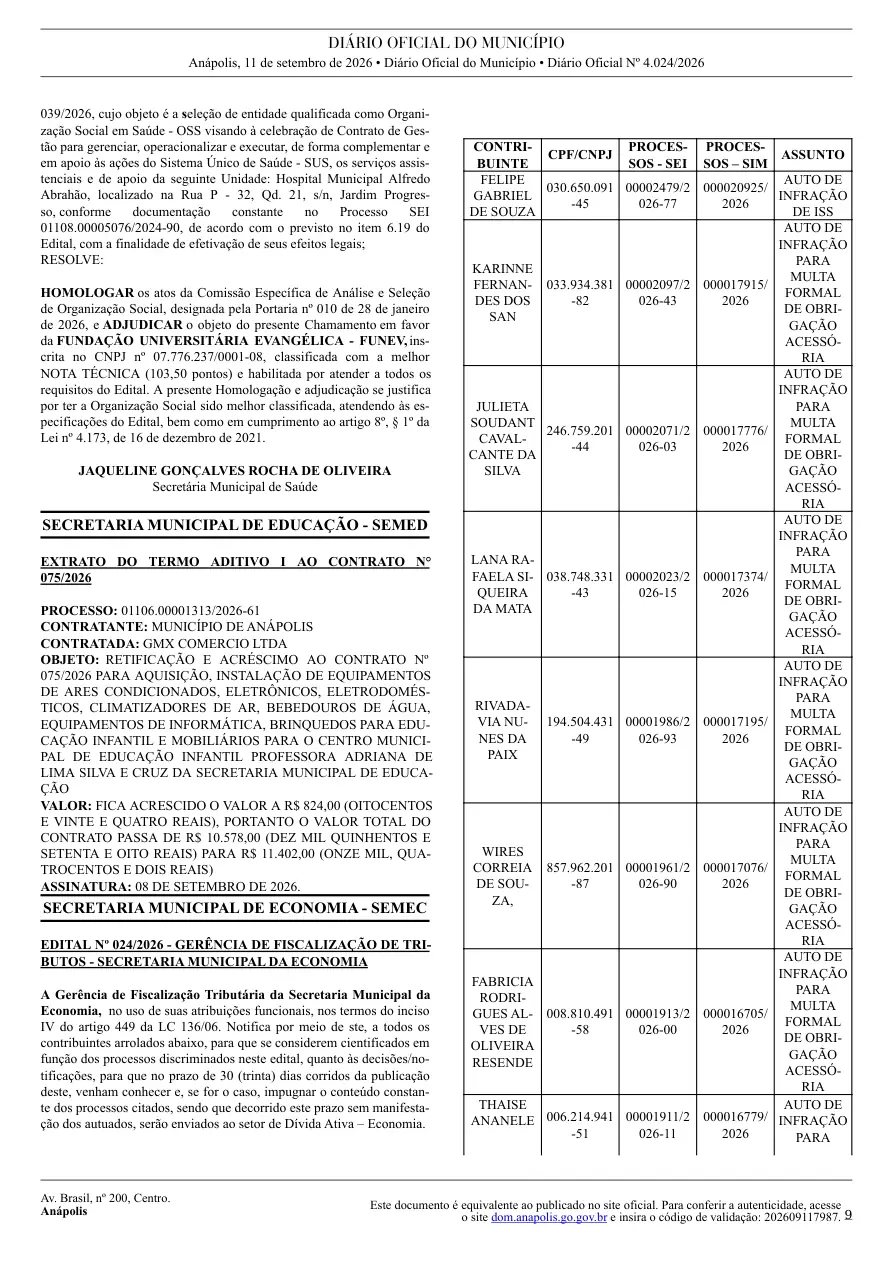 DIÁRIO OFICIAL DO MUNICÍPIO
Anápolis, 11 de setembro de 2026 • Diário Oficial do Município • Diário Oficial Nº 4.024/2026
039/2026, cujo objeto é a seleção de entidade qualificada como Organi-
zação Social em Saúde - OSS visando à celebração de Contrato de Ges-
tão para gerenciar, operacionalizar e executar, de forma complementar e
em apoio às ações do Sistema Único de Saúde - SUS, os serviços assis-
tenciais e de apoio da seguinte Unidade: Hospital Municipal Alfredo
Abrahão, localizado na Rua P - 32, Qd. 21, s/n, Jardim Progres-
so, conforme documentação constante no Processo SEI
01108.00005076/2024-90, de acordo com o previsto no item 6.19 do
Edital, com a finalidade de efetivação de seus efeitos legais;
RESOLVE:
HOMOLOGAR os atos da Comissão Específica de Análise e Seleção
de Organização Social, designada pela Portaria nº 010 de 28 de janeiro
de 2026, e ADJUDICAR o objeto do presente Chamamento em favor
da FUNDAÇÃO UNIVERSITÁRIA EVANGÉLICA - FUNEV, ins-
crita no CNPJ nº 07.776.237/0001-08, classificada com a melhor
NOTA TÉCNICA (103,50 pontos) e habilitada por atender a todos os
requisitos do Edital. A presente Homologação e adjudicação se justifica
por ter a Organização Social sido melhor classificada, atendendo às es-
pecificações do Edital, bem como em cumprimento ao artigo 8º, § 1º da
Lei nº 4.173, de 16 de dezembro de 2021.
JAQUELINE GONÇALVES ROCHA DE OLIVEIRA
Secretária Municipal de Saúde
SECRETARIA MUNICIPAL DE EDUCAÇÃO - SEMED
EXTRATO DO TERMO ADITIVO I AO CONTRATO N°
075/2026
PROCESSO: 01106.00001313/2026-61
CONTRATANTE: MUNICÍPIO DE ANÁPOLIS
CONTRATADA: GMX COMERCIO LTDA
OBJETO: RETIFICAÇÃO E ACRÉSCIMO AO CONTRATO Nº
075/2026 PARA AQUISIÇÃO, INSTALAÇÃO DE EQUIPAMENTOS
DE ARES CONDICIONADOS, ELETRÔNICOS, ELETRODOMÉS-
TICOS, CLIMATIZADORES DE AR, BEBEDOUROS DE ÁGUA,
EQUIPAMENTOS DE INFORMÁTICA, BRINQUEDOS PARA EDU-
CAÇÃO INFANTIL E MOBILIÁRIOS PARA O CENTRO MUNICI-
PAL DE EDUCAÇÃO INFANTIL PROFESSORA ADRIANA DE
LIMA SILVA E CRUZ DA SECRETARIA MUNICIPAL DE EDUCA-
ÇÃO
VALOR: FICA ACRESCIDO O VALOR A R$ 824,00 (OITOCENTOS
E VINTE E QUATRO REAIS), PORTANTO O VALOR TOTAL DO
CONTRATO PASSA DE R$ 10.578,00 (DEZ MIL QUINHENTOS E
SETENTA E OITO REAIS) PARA R$ 11.402,00 (ONZE MIL, QUA-
TROCENTOS E DOIS REAIS)
ASSINATURA: 08 DE SETEMBRO DE 2026.
SECRETARIA MUNICIPAL DE ECONOMIA - SEMEC
EDITAL Nº 024/2026 - GERÊNCIA DE FISCALIZAÇÃO DE TRI-
BUTOS - SECRETARIA MUNICIPAL DA ECONOMIA
A Gerência de Fiscalização Tributária da Secretaria Municipal da
Economia, no uso de suas atribuições funcionais, nos termos do inciso
IV do artigo 449 da LC 136/06. Notifica por meio de ste, a todos os
contribuintes arrolados abaixo, para que se considerem cientificados em
função dos processos discriminados neste edital, quanto às decisões/no-
tificações, para que no prazo de 30 (trinta) dias corridos da publicação
deste, venham conhecer e, se for o caso, impugnar o conteúdo constan-
te dos processos citados, sendo que decorrido este prazo sem manifesta-
ção dos autuados, serão enviados ao setor de Dívida Ativa – Economia.
CONTRI-
BUINTE
CPF/CNPJ
PROCES-
SOS - SEI
PROCES-
SOS – SIM
ASSUNTO
FELIPE
GABRIEL
DE SOUZA
030.650.091
-45
00002479/2
026-77
000020925/
2026
AUTO DE
INFRAÇÃO
DE ISS
KARINNE
FERNAN-
DES DOS
SAN
033.934.381
-82
00002097/2
026-43
000017915/
2026
AUTO DE
INFRAÇÃO
PARA
MULTA
FORMAL
DE OBRI-
GAÇÃO
ACESSÓ-
RIA
JULIETA
SOUDANT
CAVAL-
CANTE DA
SILVA
246.759.201
-44
00002071/2
026-03
000017776/
2026
AUTO DE
INFRAÇÃO
PARA
MULTA
FORMAL
DE OBRI-
GAÇÃO
ACESSÓ-
RIA
LANA RA-
FAELA SI-
QUEIRA
DA MATA
038.748.331
-43
00002023/2
026-15
000017374/
2026
AUTO DE
INFRAÇÃO
PARA
MULTA
FORMAL
DE OBRI-
GAÇÃO
ACESSÓ-
RIA
RIVADA-
VIA NU-
NES DA
PAIX
194.504.431
-49
00001986/2
026-93
000017195/
2026
AUTO DE
INFRAÇÃO
PARA
MULTA
FORMAL
DE OBRI-
GAÇÃO
ACESSÓ-
RIA
WIRES
CORREIA
DE SOU-
ZA,
857.962.201
-87
00001961/2
026-90
000017076/
2026
AUTO DE
INFRAÇÃO
PARA
MULTA
FORMAL
DE OBRI-
GAÇÃO
ACESSÓ-
RIA
FABRICIA
RODRI-
GUES AL-
VES DE
OLIVEIRA
RESENDE
008.810.491
-58
00001913/2
026-00
000016705/
2026
AUTO DE
INFRAÇÃO
PARA
MULTA
FORMAL
DE OBRI-
GAÇÃO
ACESSÓ-
RIA
THAISE
ANANELE
006.214.941
-51
00001911/2
026-11
000016779/
2026
AUTO DE
INFRAÇÃO
PARA
Av. Brasil, nº 200, Centro.
Anápolis
Este documento é equivalente ao publicado no site oficial. Para conferir a autenticidade, acesse
o site dom.anapolis.go.gov.br e insira o código de validação: 202609117987. 9